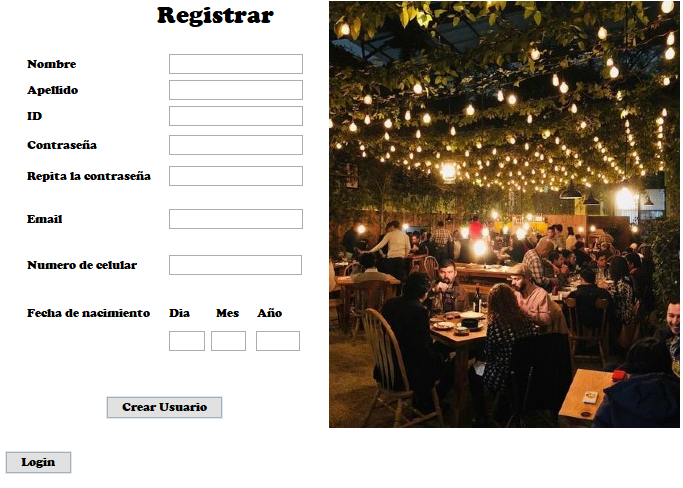 Registrar
Nombre
Apellido
ID
Contraseña
Repita la contraseña
Email
Numero de celular
Fecha de nacimiento Dia Mes Año
Crear Usuario
Login